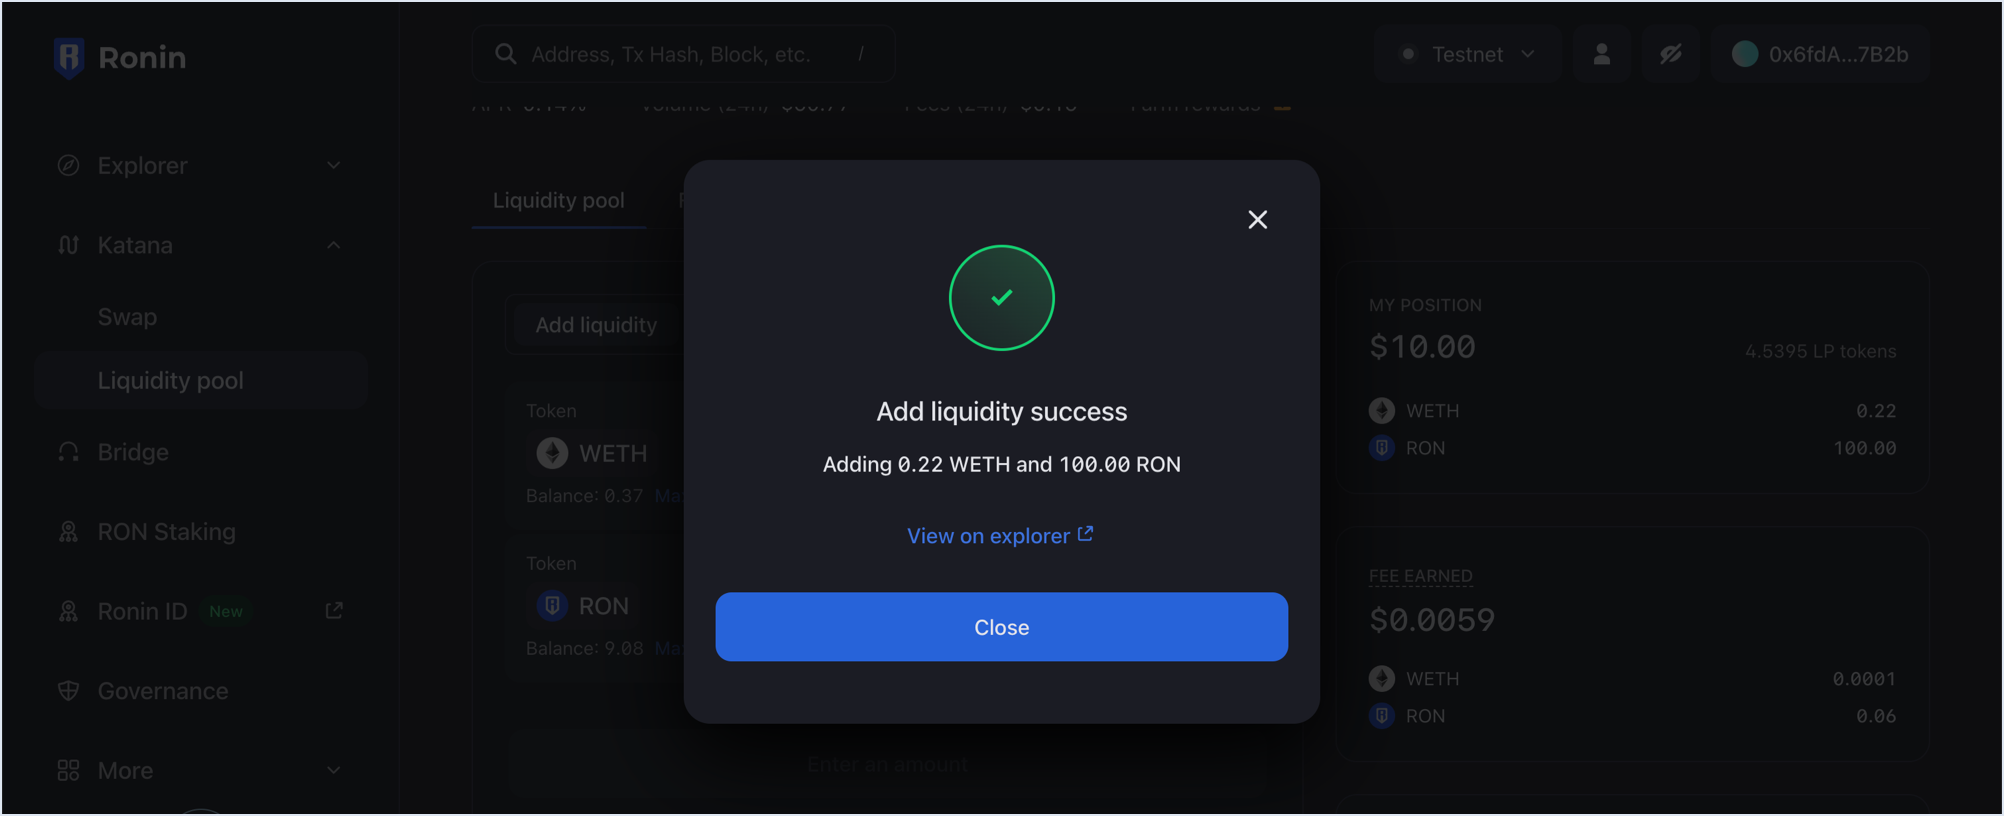 Ronin
Address, Tx Hash, Block, etc. /
Testnet
0x6fdA...7B2b
Explorer
Katana
Swap
Liquidity pool
Bridge
RON Staking
Ronin ID New
Governance
More
Liquidity pool
Add liquidity
Token
WETH
Balance: 0.37
Token
RON
Balance: 9.08
Enter an amount
Add liquidity success
Adding 0.22 WETH and 100.00 RON
View on explorer
Close
MY POSITION
$10.00
4.5395 LP tokens
WETH 0.22
RON 100.00
FEE EARNED
$0.0059
WETH 0.0001
RON 0.06